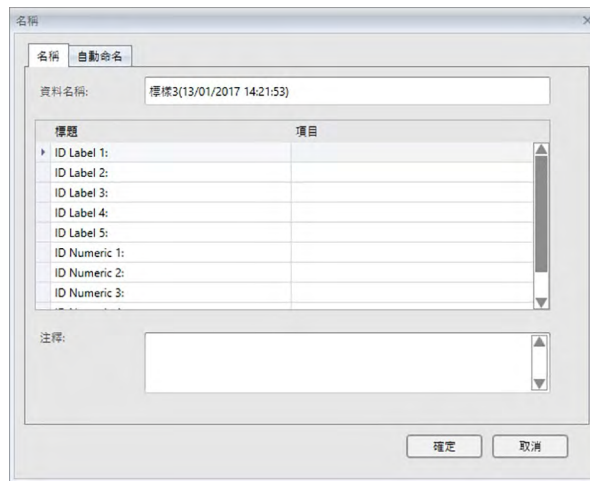 名稱
名稱 自動命名
資料名稱: 標樣3(13/01/2017 14:21:53)
標題 項目
ID Label 1:
ID Label 2:
ID Label 3:
ID Label 4:
ID Label 5:
ID Numeric 1:
ID Numeric 2:
ID Numeric 3:
注釋:
確定 取消